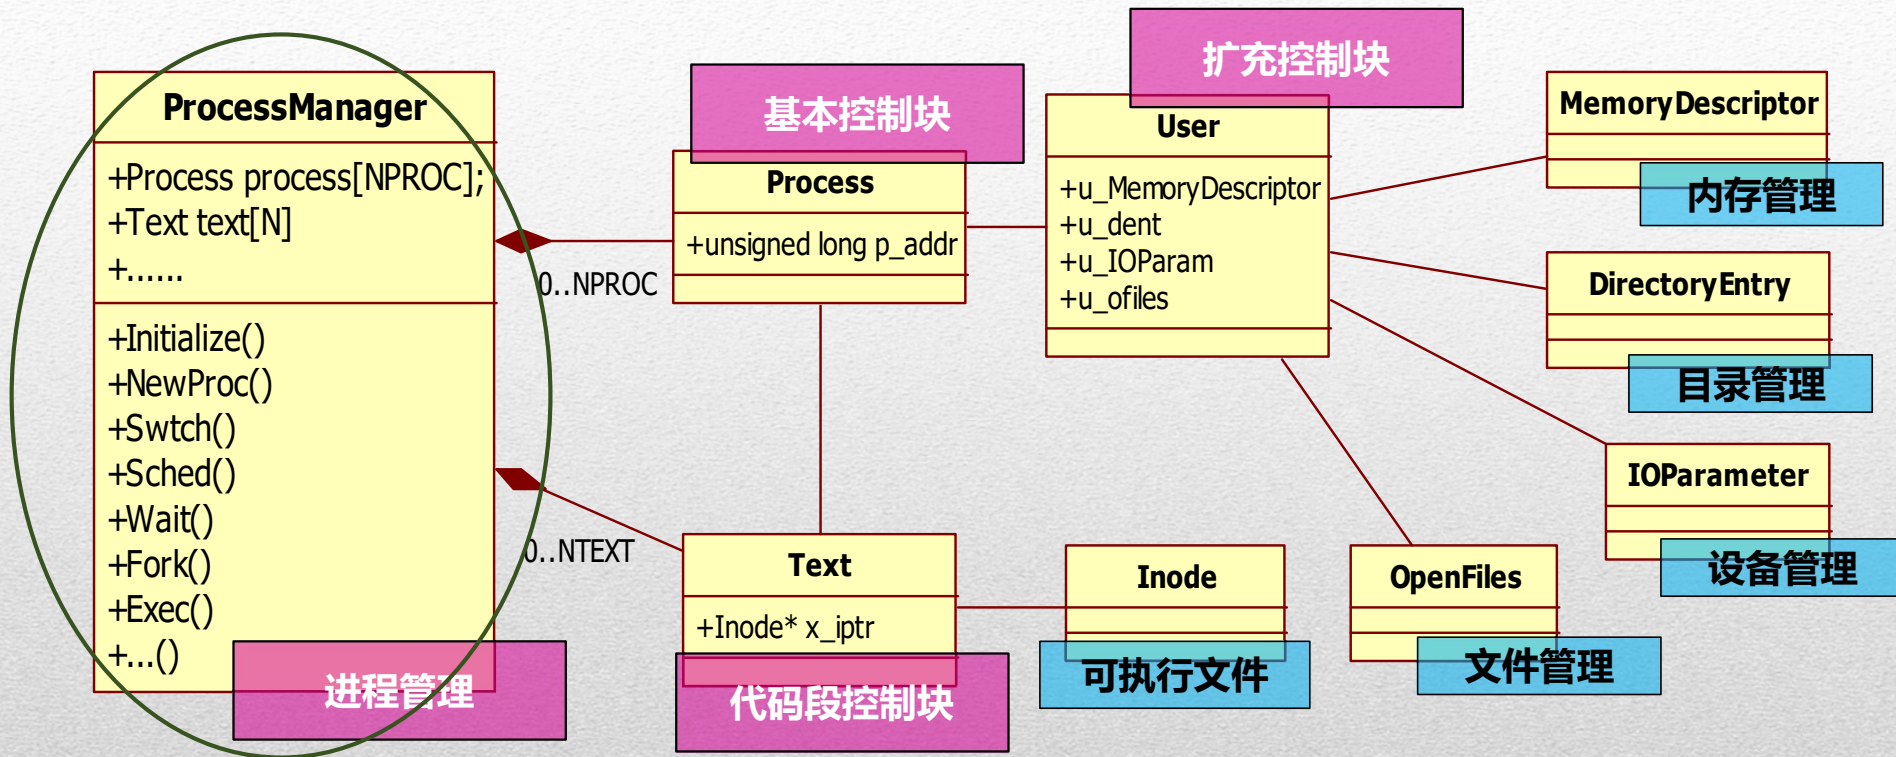 ProcessManager
+Process process[NPROC];
+Text text[N]
+......
+Initialize()
+NewProc()
+Swtch()
+Sched()
+Wait()
+Fork()
+Exec()
+...()
进程管理
0..NPROC
0..NTEXT
基本控制块
Process
+unsigned long p_addr
Text
+Inode* x_iptr
代码段控制块
扩充控制块
User
+u_MemoryDescriptor
+u_dent
+u_IOParam
+u_ofiles
Inode
可执行文件
OpenFiles
文件管理
MemoryDescriptor
内存管理
DirectoryEntry
目录管理
IOParameter
设备管理